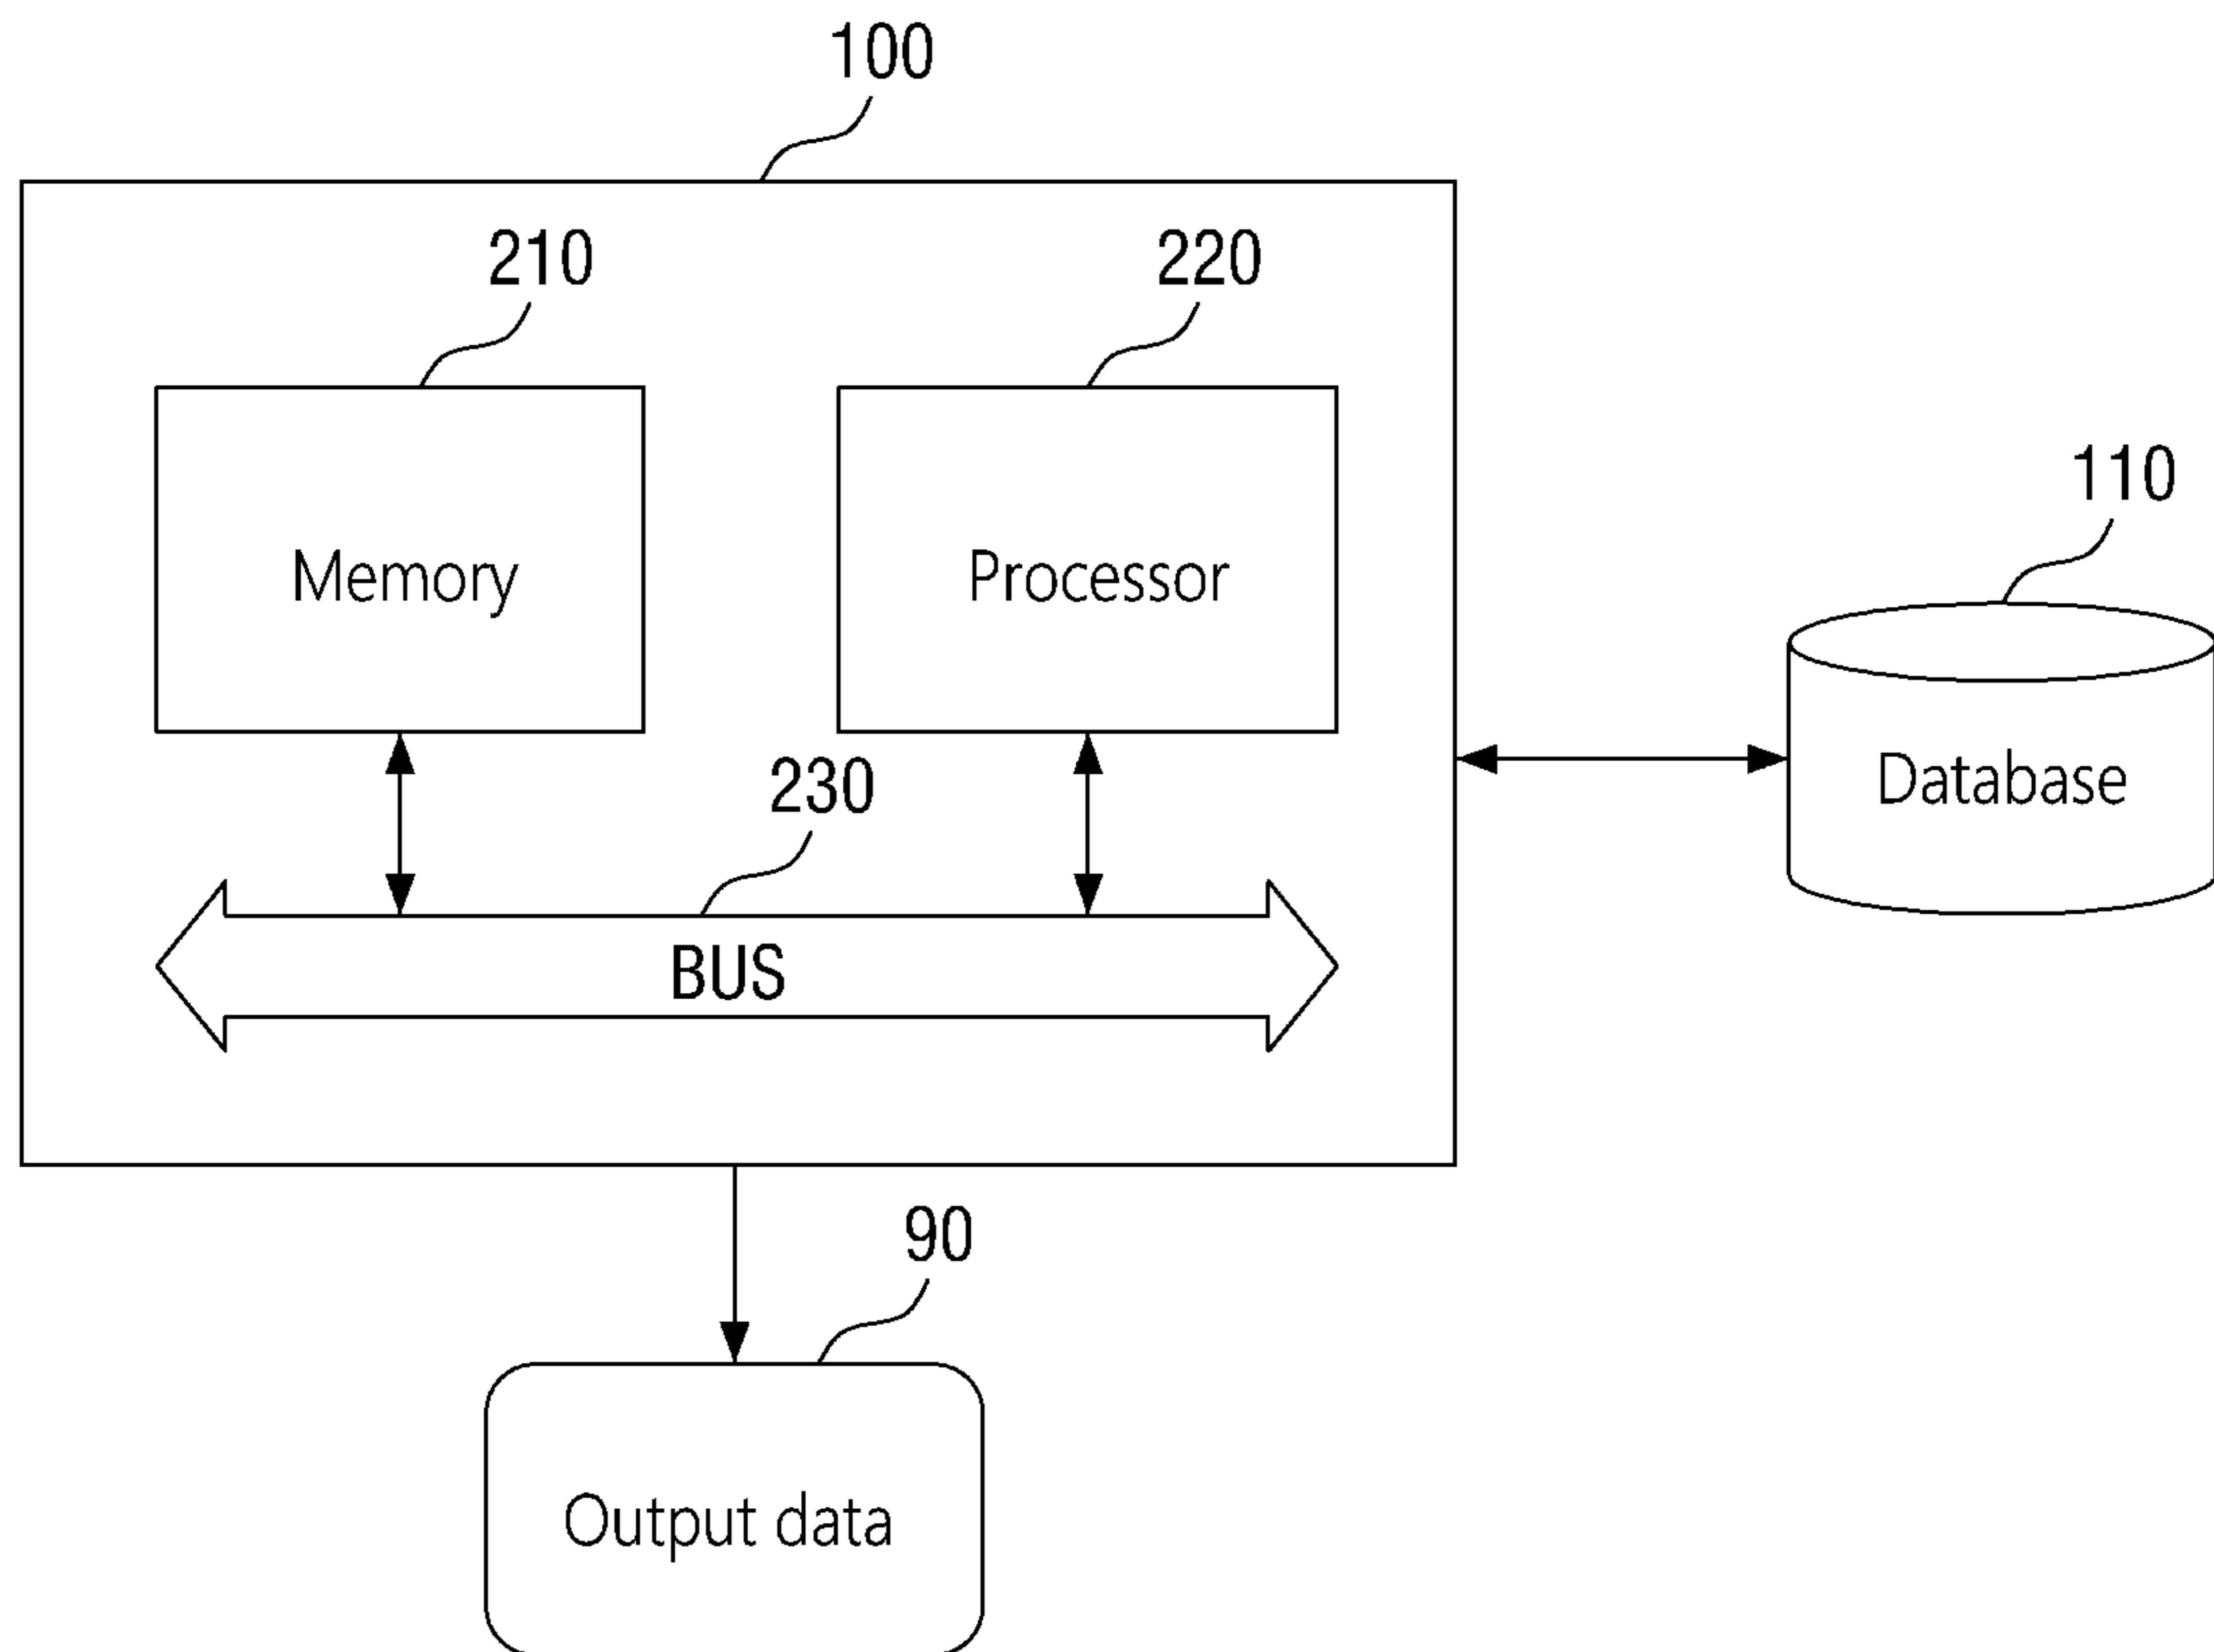 100
210
220
Memory
Processor
110
230
Database
BUS
90
Output data